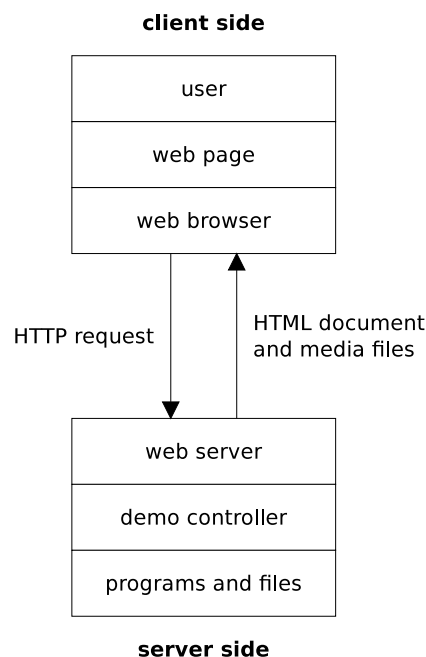 client side
user
web page
web browser
HTTP request
HTML document
and media files
web server
demo controller
programs and files
server side